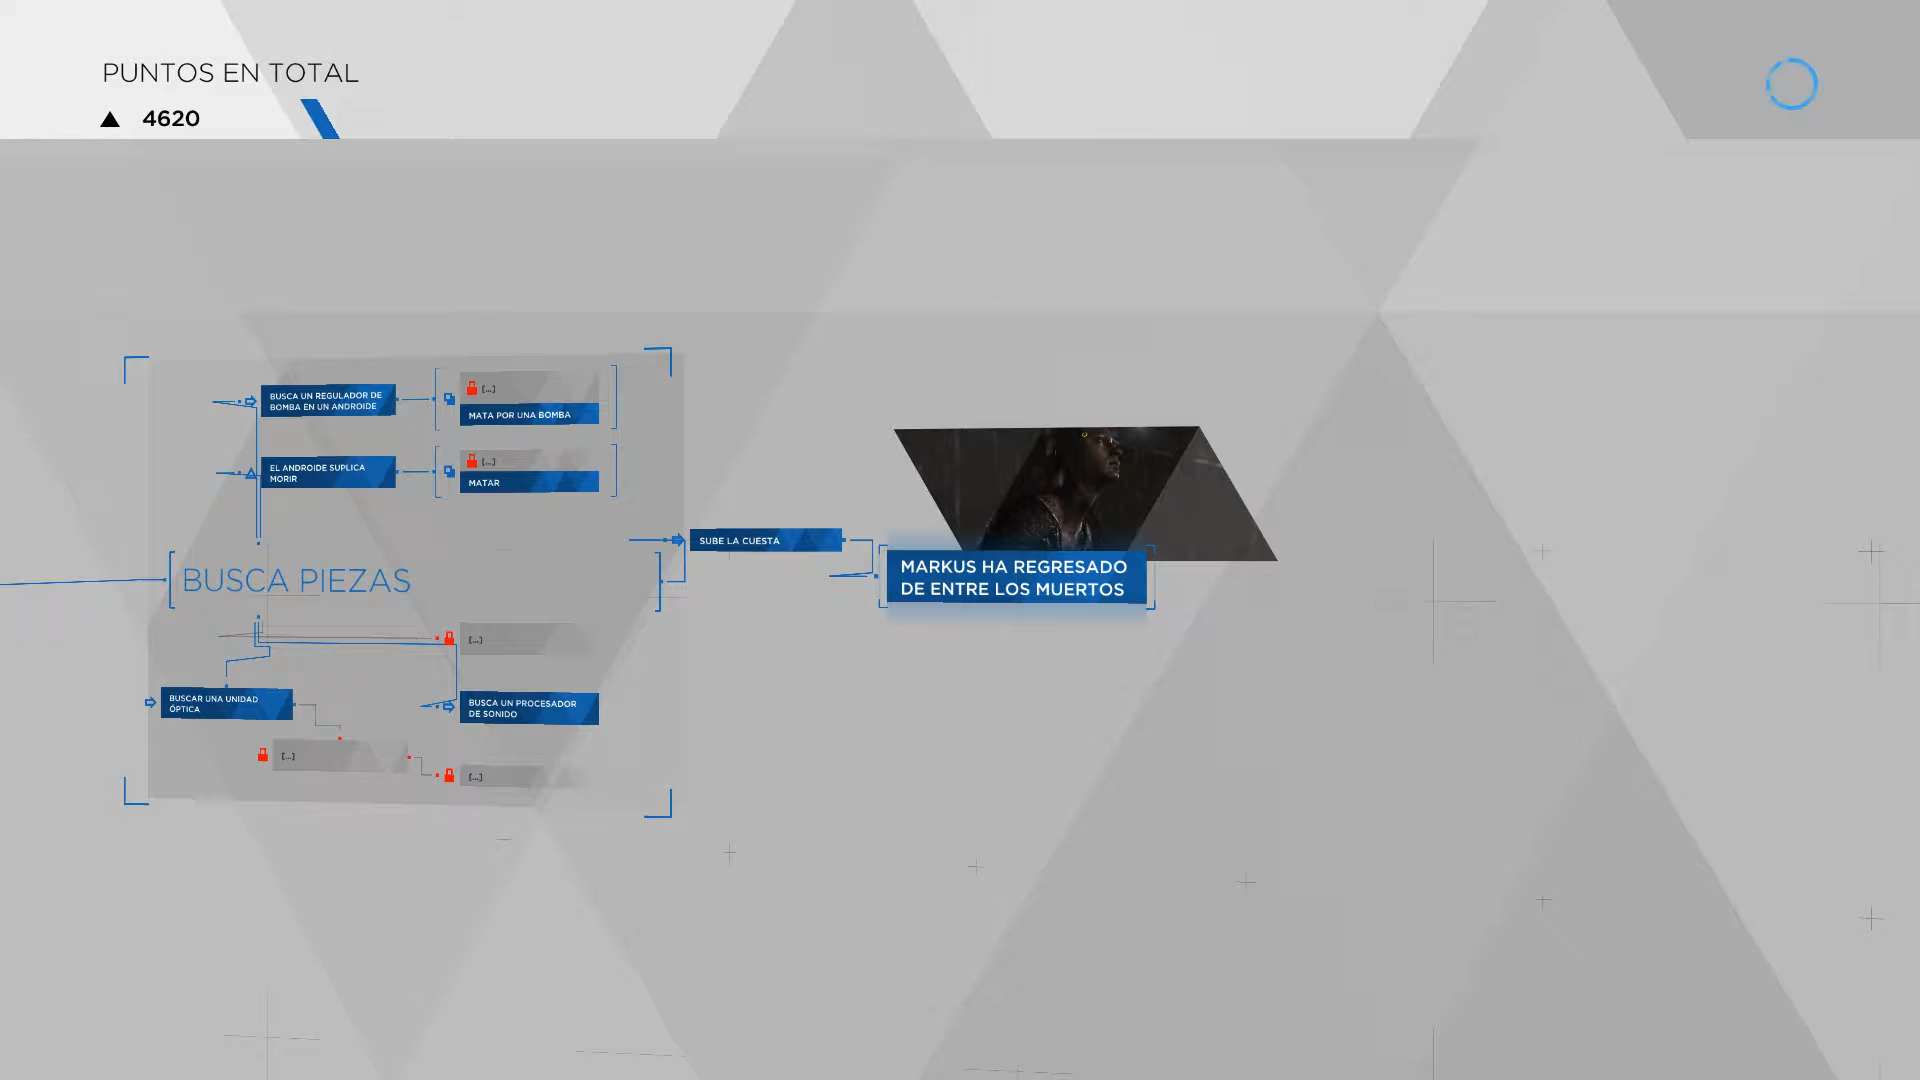 PUNTOS EN TOTAL
4620
BUSCA UN REGULADOR DE
BOMBA EN UN ANDROIDE
[...]
MATA POR UNA BOMBA
EL ANDROIDE SUPLICA
MORIR
[...]
MATAR
SUBE LA CUESTA
MARKUS HA REGRESADO
DE ENTRE LOS MUERTOS
BUSCA PIEZAS
[...]
BUSCAR UNA UNIDAD
ÓPTICA
BUSCA UN PROCESADOR
DE SONIDO
[...]
[...]